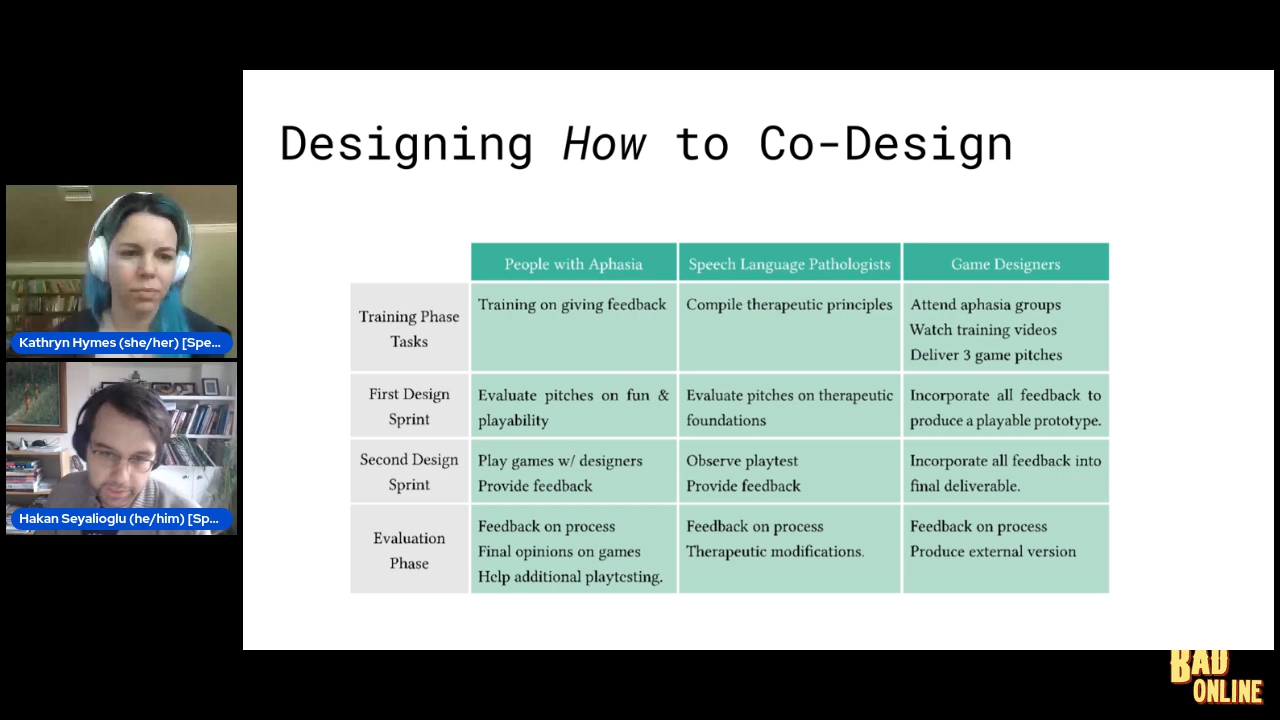 Designing How to Co-Design
People with Aphasia
Speech Language Pathologists
Game Designers
Training Phase
Tasks
Training on giving feedback
Compile therapeutic principles
Attend aphasia groups
Watch training videos
Deliver 3 game pitches
First Design
Sprint
Evaluate pitches on fun &
playability
Evaluate pitches on therapeutic
foundations
Incorporate all feedback to
produce a playable prototype.
Second Design
Sprint
Play games w/ designers
Provide feedback
Observe playtest
Provide feedback
Incorporate all feedback into
final deliverable.
Evaluation
Phase
Feedback on process
Final opinions on games
Help additional playtesting.
Feedback on process
Therapeutic modifications.
Feedback on process
Produce external version
Kathryn Hymes (she/her) [Spe...
Hakan Seyalioglu (he/him) [Sp...
BAD
ONLINE